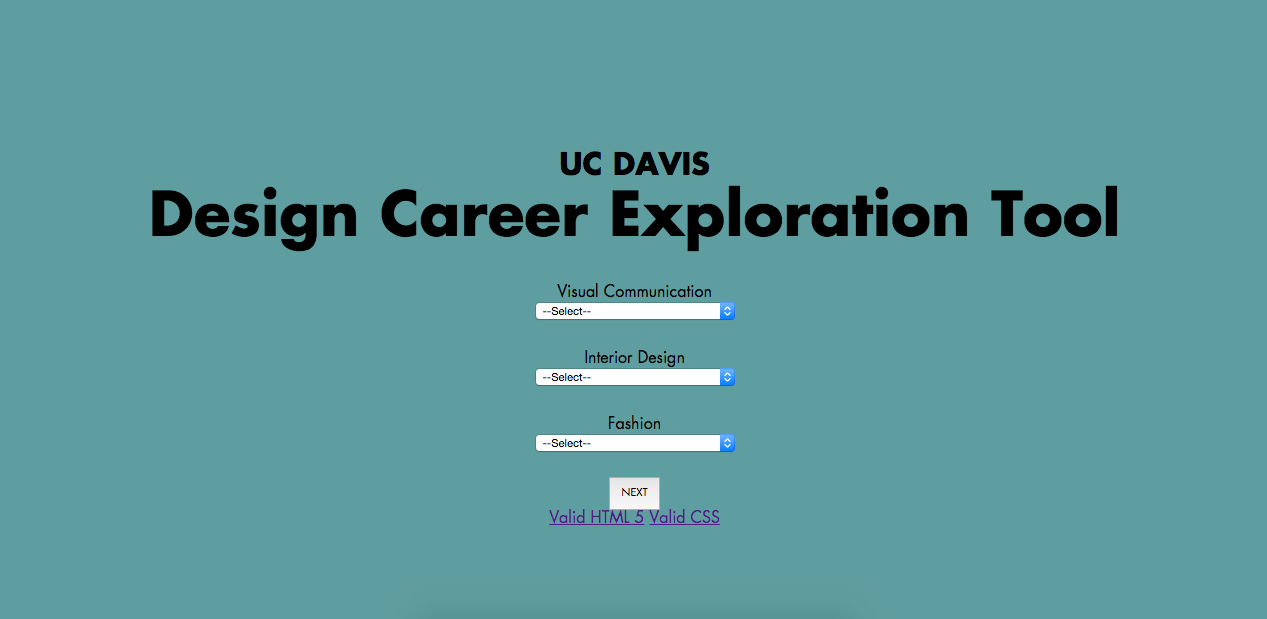 UC DAVIS
Design Career Exploration Tool
Visual Communication
--Select--
Interior Design
--Select--
Fashion
--Select--
NEXT
Valid HTML 5 Valid CSS